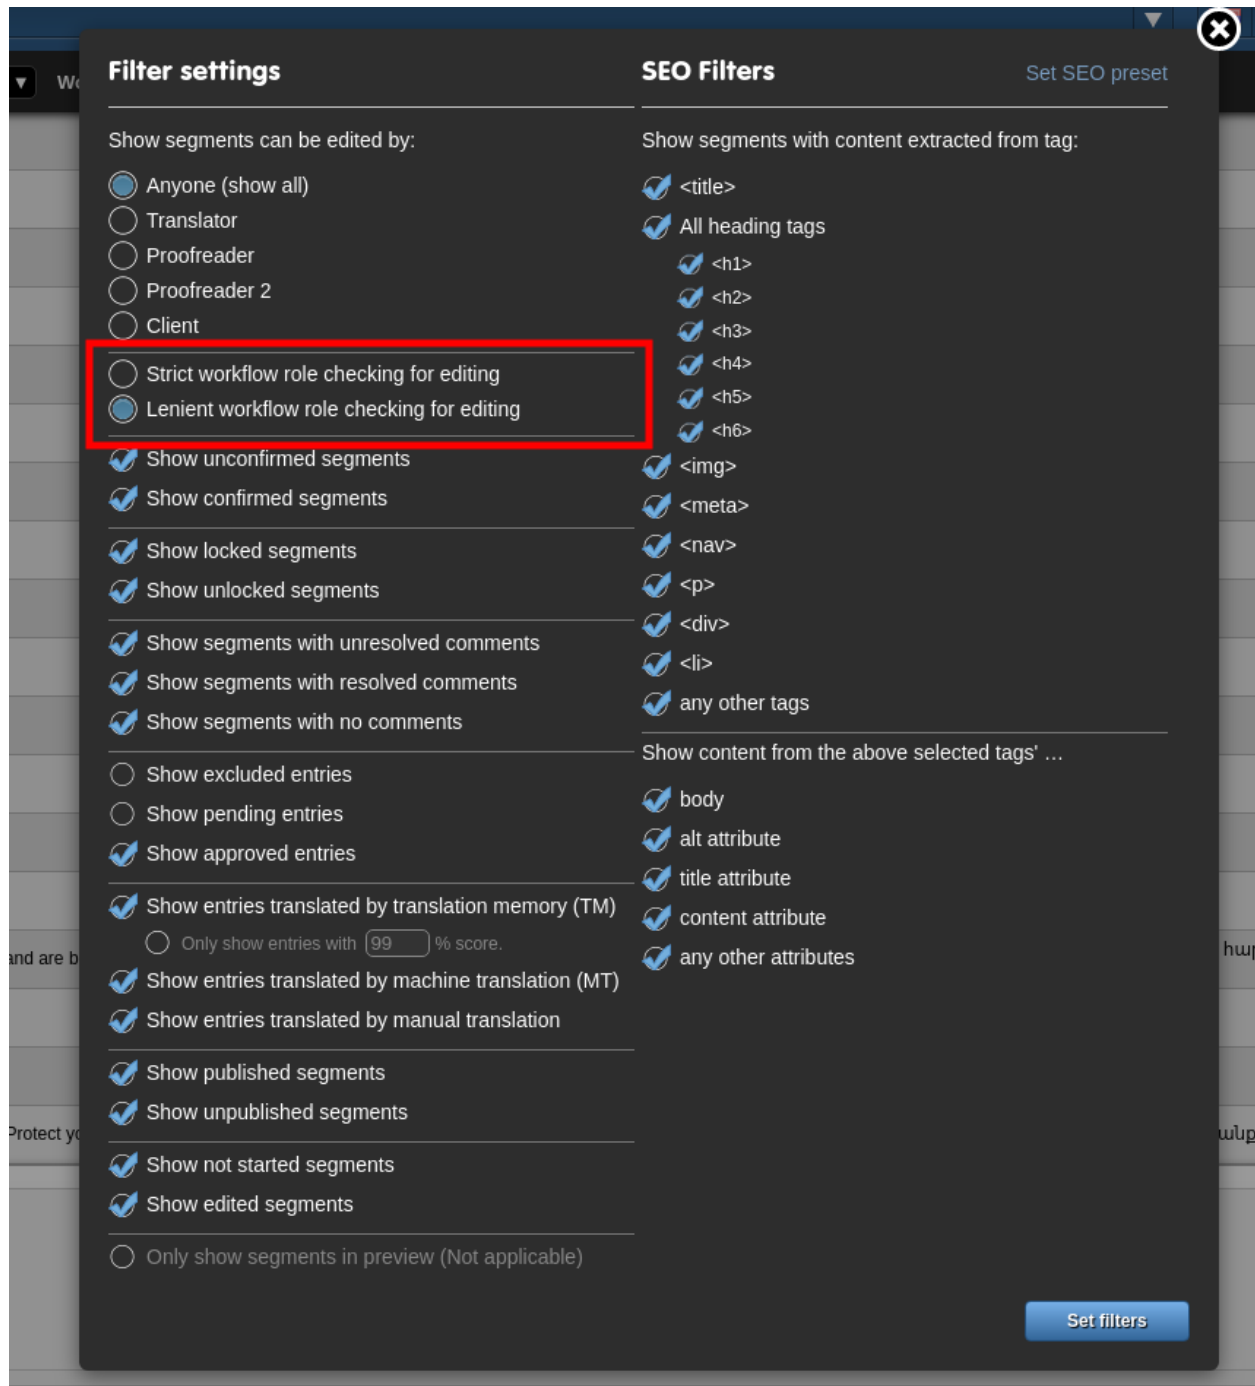 Filter settings
Show segments can be edited by:
Anyone (show all)
Translator
Proofreader
Proofreader 2
Client
Strict workflow role checking for editing
Lenient workflow role checking for editing
Show unconfirmed segments
Show confirmed segments
Show locked segments
Show unlocked segments
Show segments with unresolved comments
Show segments with resolved comments
Show segments with no comments
Show excluded entries
Show pending entries
Show approved entries
Show entries translated by translation memory (TM)
Only show entries with 99 % score.
Show entries translated by machine translation (MT)
Show entries translated by manual translation
Show published segments
Show unpublished segments
Show not started segments
Show edited segments
Only show segments in preview (Not applicable)
SEO Filters
Set SEO preset
Show segments with content extracted from tag:
<title>
All heading tags
<h1>
<h2>
<h3>
<h4>
<h5>
<h6>
<img>
<meta>
<nav>
<p>
<div>
<li>
any other tags
Show content from the above selected tags' …
body
alt attribute
title attribute
content attribute
any other attributes
Set filters
and are
Protect